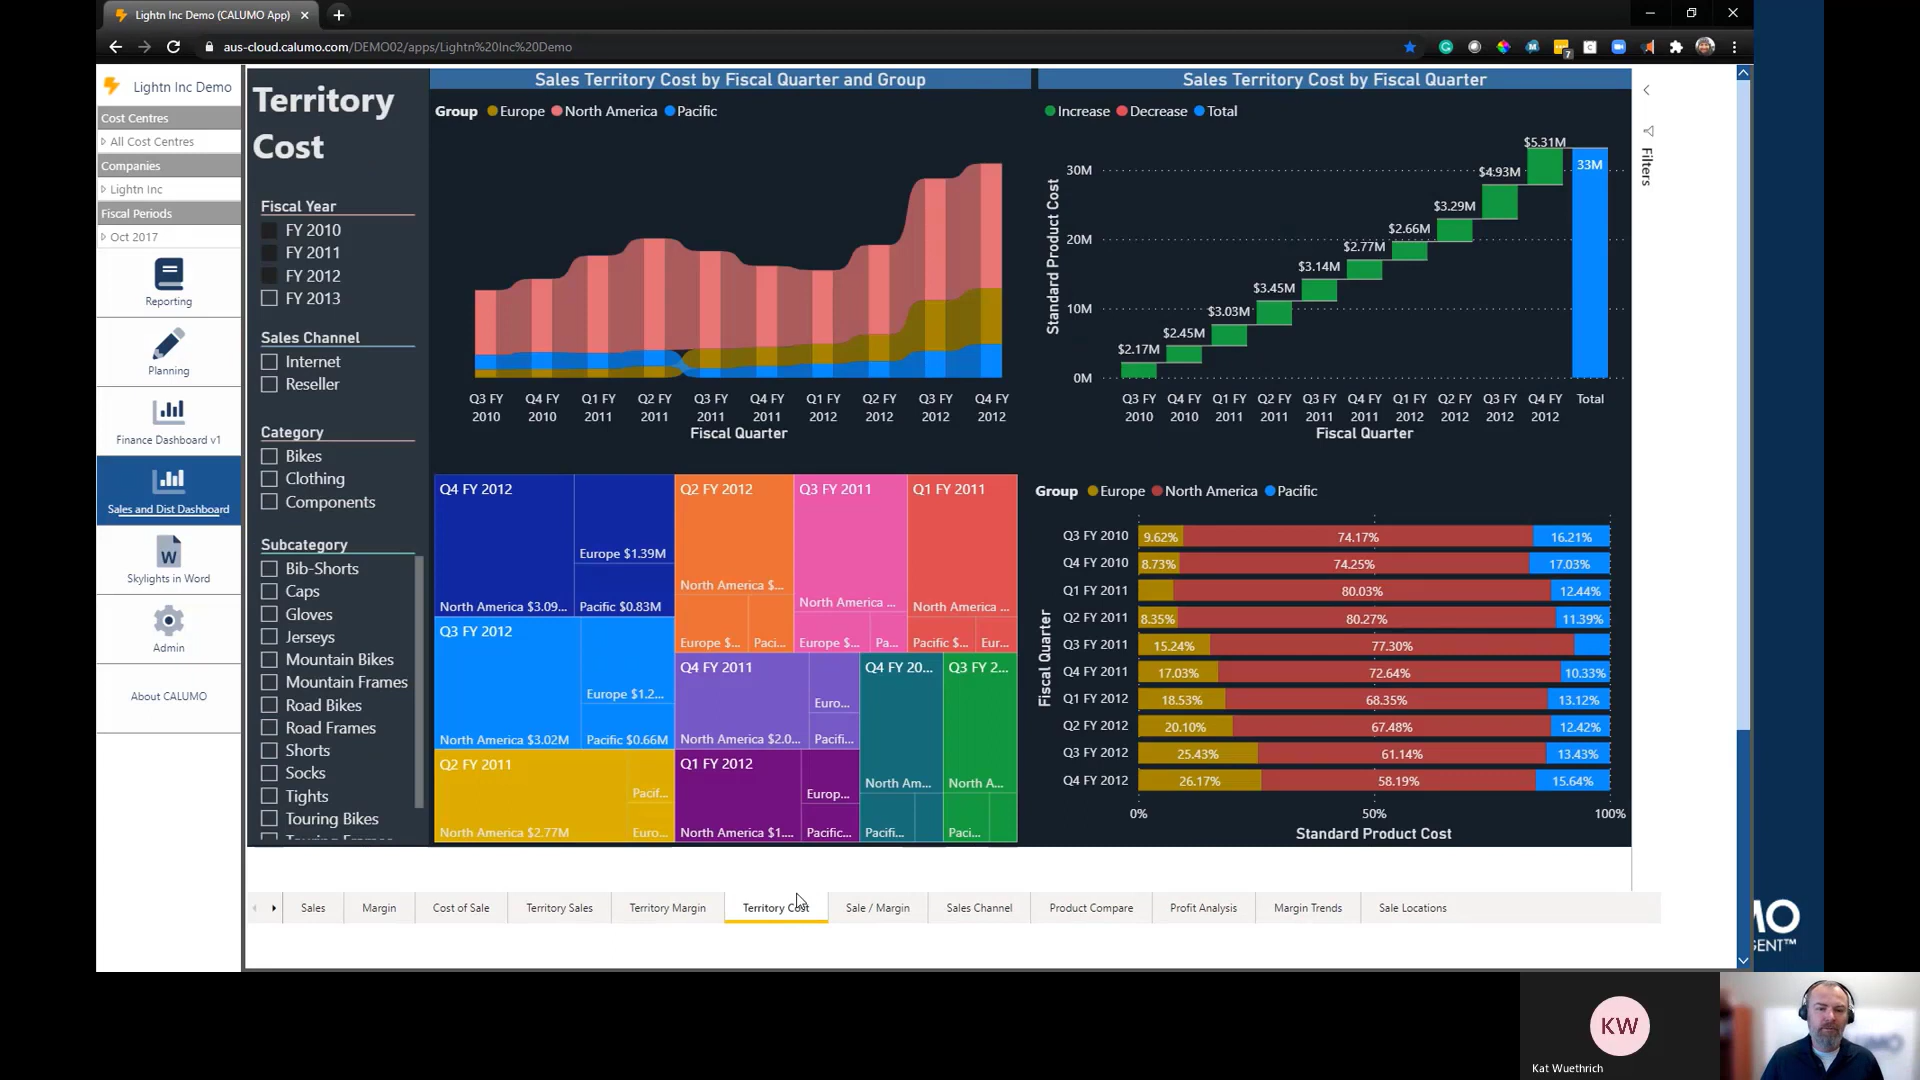 Lightn Inc Demo (CALUMO App)
aus-cloud.calumo.com/DEMO02/apps/Lightn%20Inc%20Demo
7
Lightn Inc Demo
Cost Centres
All Cost Centres
Companies
Lightn Inc
Fiscal Periods
Oct 2017
Reporting
Planning
Finance Dashboard v1
Sales and Dist Dashboard
W
Skylights in Word
Admin
About CALUMO
Territory
Cost
Fiscal Year
FY 2010
FY 2011
FY 2012
FY 2013
Sales Channel
Internet
Reseller
Category
Bikes
Clothing
Components
Subcategory
Bib-Shorts
Caps
Gloves
Jerseys
Mountain Bikes
Mountain Frames
Road Bikes
Road Frames
Shorts
Socks
Tights
Touring Bikes
Touring Frames
Sales Territory Cost by Fiscal Quarter and Group
Group Europe North America Pacific
Q3 FY 2010
Q4 FY 2010
Q1 FY 2011
Q2 FY 2011
Q3 FY 2011
Q4 FY 2011
Q1 FY 2012
Q2 FY 2012
Q3 FY 2012
Q4 FY 2012
Fiscal Quarter
Sales Territory Cost by Fiscal Quarter
Increase Decrease Total
Standard Product Cost
30M
20M
10M
0M
$2.17M
$2.45M
$3.03M
$3.45M
$3.14M
$2.77M
$2.66M
$3.29M
$4.93M
$5.31M
33M
Q3 FY 2010
Q4 FY 2010
Q1 FY 2011
Q2 FY 2011
Q3 FY 2011
Q4 FY 2011
Q1 FY 2012
Q2 FY 2012
Q3 FY 2012
Q4 FY 2012
Total
Fiscal Quarter
Filters
Q4 FY 2012
Europe $1.39M
North America $3.09...
Pacific $0.83M
Q3 FY 2012
Europe $1.2...
North America $3.02M
Pacific $0.66M
Q2 FY 2011
Pacif...
North America $2.77M
Euro...
Q2 FY 2012
North America $...
Europe $...
Paci...
Q3 FY 2011
North America ...
Europe $...
Pa...
Q1 FY 2011
North America ...
Pacific $...
Eur...
Q4 FY 2011
Euro...
North America $2.0...
Pacifi...
Q1 FY 2012
Europ...
North America $1....
Pacific...
Q4 FY 20...
North Am...
Pacifi...
Q3 FY 2...
North A...
Paci...
Group Europe North America Pacific
Fiscal Quarter
Q3 FY 2010 9.62% 74.17% 16.21%
Q4 FY 2010 8.73% 74.25% 17.03%
Q1 FY 2011 80.03% 12.44%
Q2 FY 2011 8.35% 80.27% 11.39%
Q3 FY 2011 15.24% 77.30%
Q4 FY 2011 17.03% 72.64% 10.33%
Q1 FY 2012 18.53% 68.35% 13.12%
Q2 FY 2012 20.10% 67.48% 12.42%
Q3 FY 2012 25.43% 61.14% 13.43%
Q4 FY 2012 26.17% 58.19% 15.64%
0% 50% 100%
Standard Product Cost
Sales Margin Cost of Sale Territory Sales Territory Margin Territory Cost Sale / Margin Sales Channel Product Compare Profit Analysis Margin Trends Sale Locations
MO
GENT™
KW
Kat Wuethrich